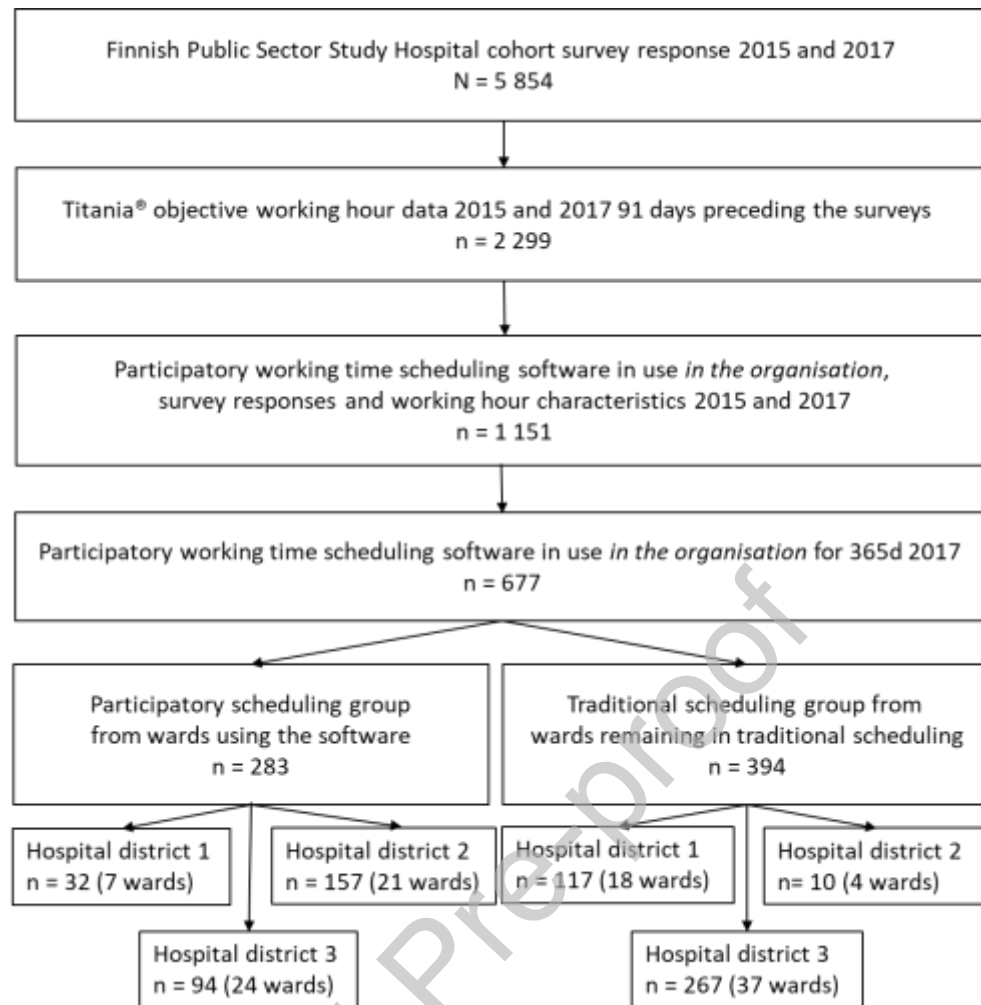 Finnish Public Sector Study Hospital cohort survey response 2015 and 2017
N = 5 854
Titania® objective working hour data 2015 and 2017 91 days preceding the surveys
n = 2 299
Participatory working time scheduling software in use in the organisation,
survey responses and working hour characteristics 2015 and 2017
n = 1 151
Participatory working time scheduling software in use in the organisation for 365d 2017
n = 677
Participatory scheduling group
from wards using the software
n = 283
Traditional scheduling group from
wards remaining in traditional scheduling
n = 394
Hospital district 1
n = 32 (7 wards)
Hospital district 2
n = 157 (21 wards)
Hospital district 1
n = 117 (18 wards)
Hospital district 2
n= 10 (4 wards)
Hospital district 3
n = 94 (24 wards)
Hospital district 3
n = 267 (37 wards)
Pre-proof